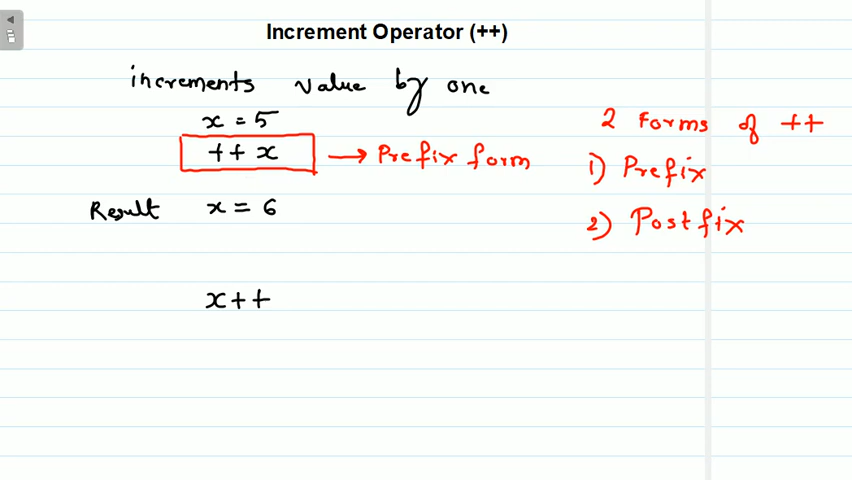 Increment Operator (++)
increments value by one
x = 5
++ x → Prefix form
Result x = 6
x++
2 Forms of ++
1) Prefix
2) Postfix